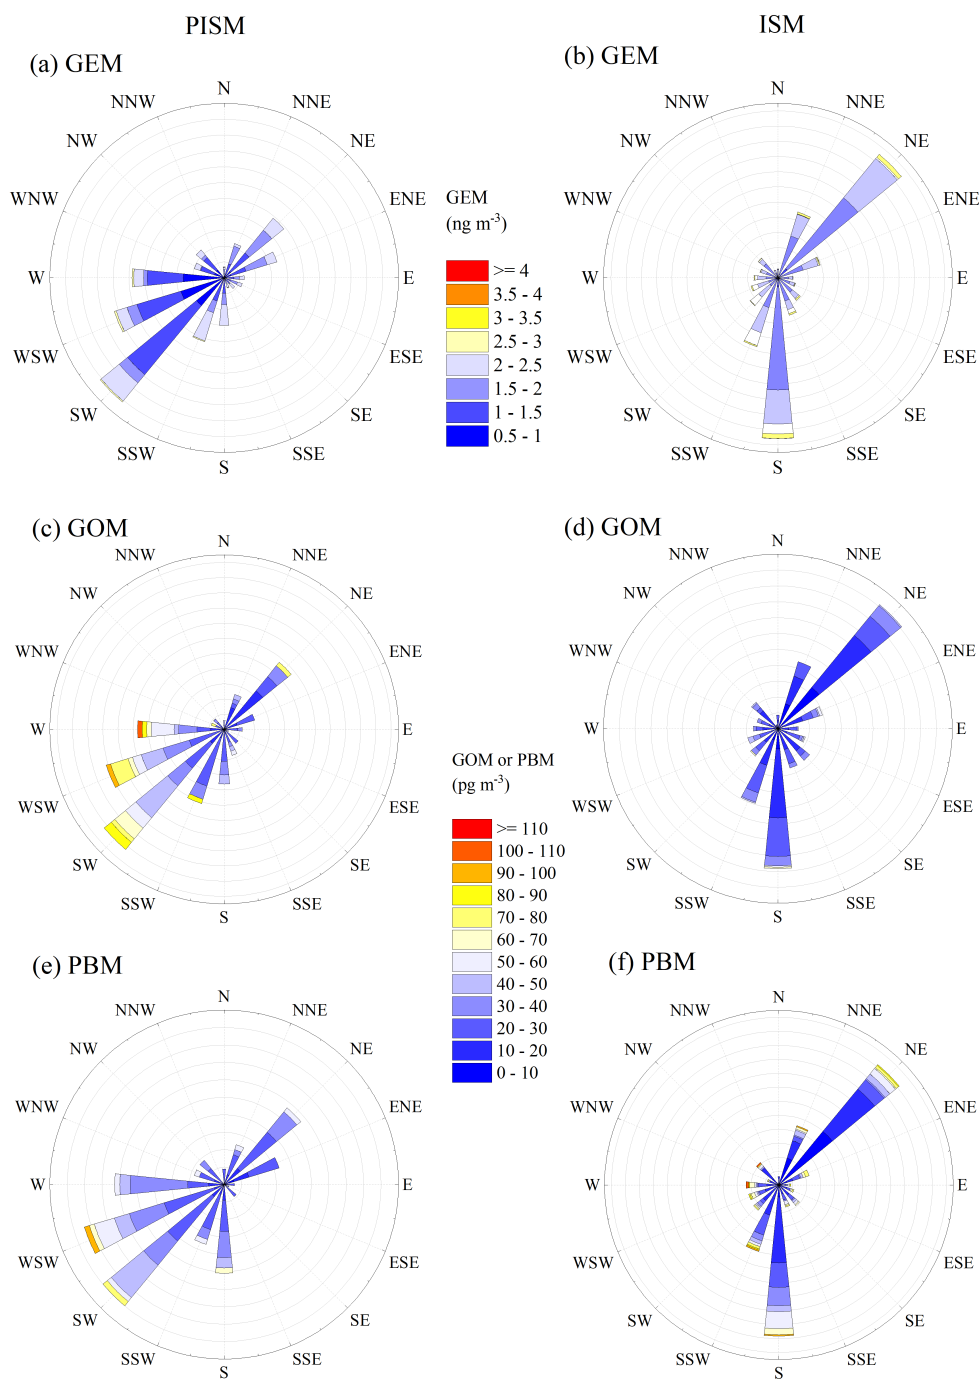 PISM
ISM
(a) GEM
(b) GEM
N
NNE
NE
ENE
E
ESE
SE
SSE
S
SSW
SW
WSW
W
WNW
NW
NNW
GEM
(ng m-3)
>= 4
3.5 - 4
3 - 3.5
2.5 - 3
2 - 2.5
1.5 - 2
1 - 1.5
0.5 - 1
N
NNE
NE
ENE
E
ESE
SE
SSE
S
SSW
SW
WSW
W
WNW
NW
NNW
(c) GOM
(d) GOM
N
NNE
NE
ENE
E
ESE
SE
SSE
S
SSW
SW
WSW
W
WNW
NW
NNW
GOM or PBM
(pg m-3)
>= 110
100 - 110
90 - 100
80 - 90
70 - 80
60 - 70
50 - 60
40 - 50
30 - 40
20 - 30
10 - 20
0 - 10
N
NNE
NE
ENE
E
ESE
SE
SSE
S
SSW
SW
WSW
W
WNW
NW
NNW
(e) PBM
(f) PBM
N
NNE
NE
ENE
E
ESE
SE
SSE
S
SSW
SW
WSW
W
WNW
NW
NNW
N
NNE
NE
ENE
E
ESE
SE
SSE
S
SSW
SW
WSW
W
WNW
NW
NNW